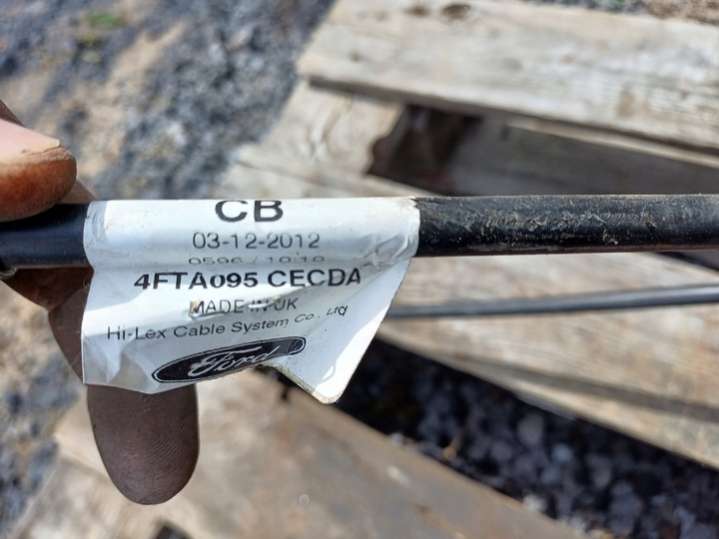 CB
03-12-2012
4FTA095 CECDA
MADE IN UK
Hi-Lex Cable System Co., Ltd
Ford